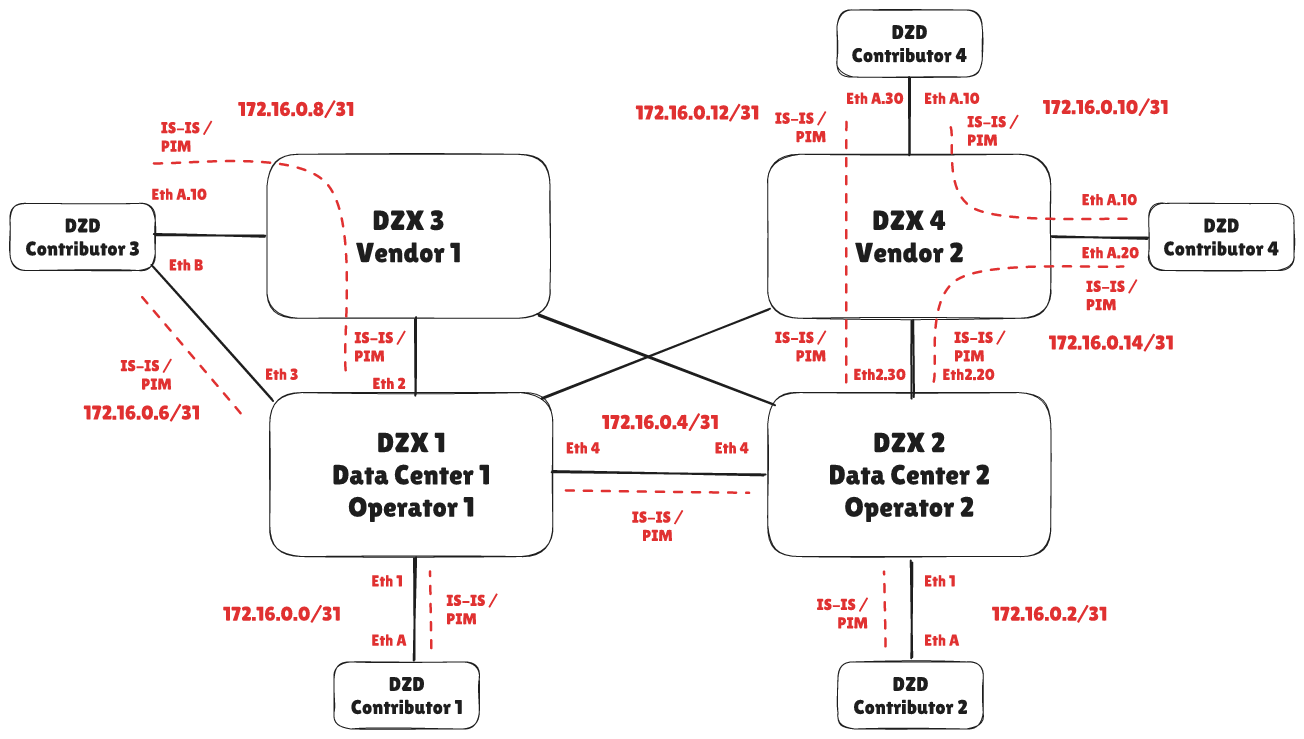 DZD
Contributor 4
172.16.0.8/31
172.16.0.12/31
Eth A.30
Eth A.10
172.16.0.10/31
IS-IS /
PIM
IS-IS /
PIM
IS-IS /
PIM
Eth A.10
DZX 3
Vendor 1
DZX 4
Vendor 2
Eth A.10
DZD
Contributor 3
DZD
Contributor 4
Eth B
Eth A.20
IS-IS /
PIM
IS-IS /
PIM
IS-IS /
PIM
IS-IS /
PIM
172.16.0.14/31
IS-IS /
PIM
Eth 3
Eth 2
Eth2.30
Eth2.20
172.16.0.6/31
172.16.0.4/31
Eth 4
Eth 4
DZX 1
Data Center 1
Operator 1
DZX 2
Data Center 2
Operator 2
IS-IS /
PIM
Eth 1
Eth 1
172.16.0.0/31
IS-IS /
PIM
IS-IS /
PIM
172.16.0.2/31
Eth A
Eth A
DZD
Contributor 1
DZD
Contributor 2